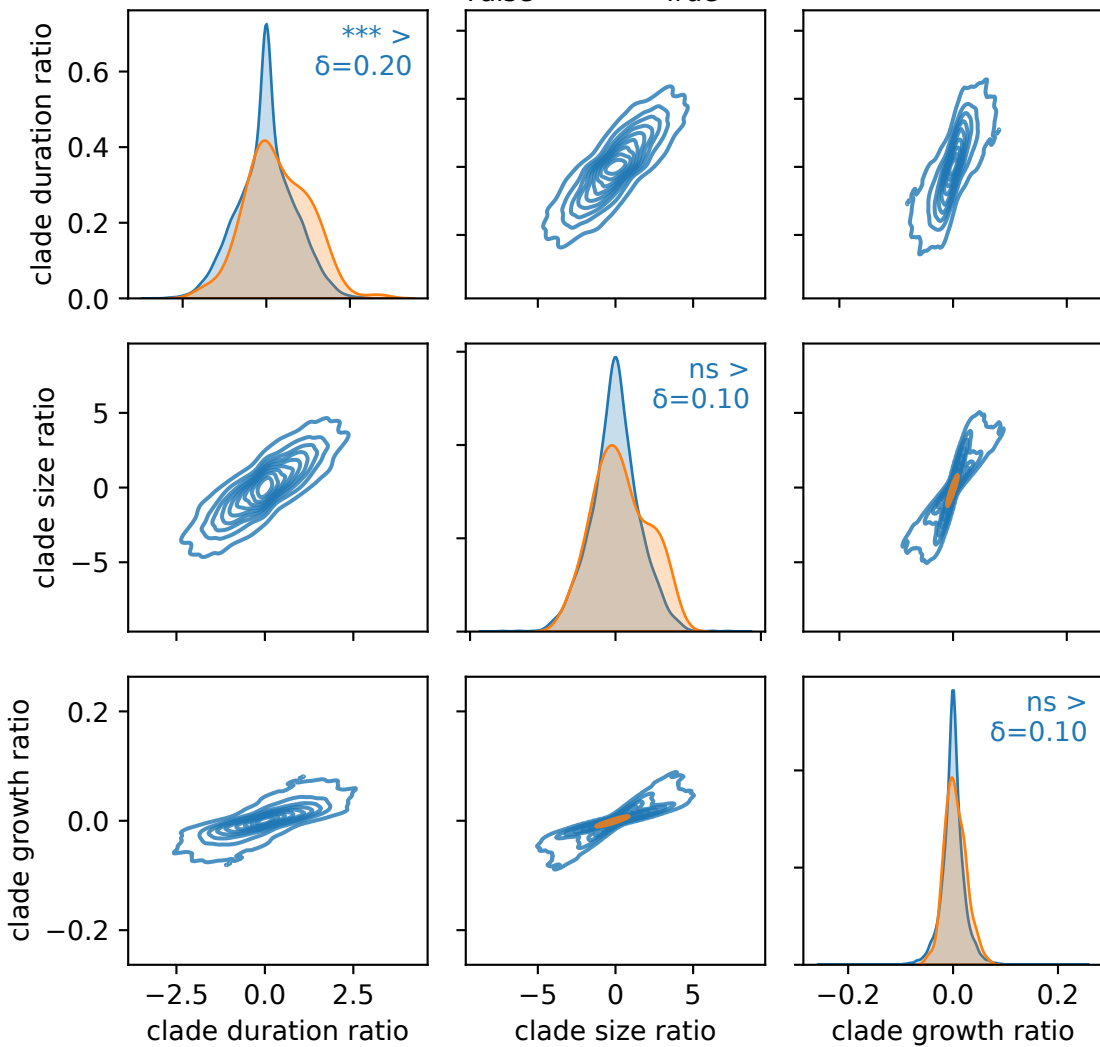 clade duration ratio
0.6
0.4
0.2
0.0
*** >
δ=0.20
clade size ratio
5
0
−5
ns >
δ=0.10
clade growth ratio
0.2
0.0
−0.2
ns >
δ=0.10
−2.5 0.0 2.5
−5 0 5
−0.2 0.0 0.2
clade duration ratio
clade size ratio
clade growth ratio